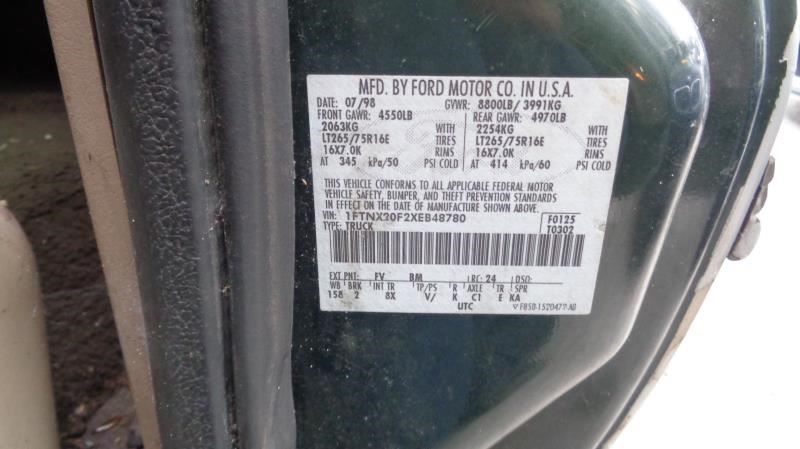 MFD. BY FORD MOTOR CO. IN U.S.A.
DATE: 07/98 GVWR: 8800LB/ 3991KG
FRONT GAWR: 4550LB REAR GAWR: 4970LB
2063KG WITH 2254KG WITH
LT265/75R16E TIRES LT265/75R16E TIRES
16X7.0K RIMS 16X7.0K RIMS
AT 345 kPa/50 PSI COLD AT 414 kPa/60 PSI COLD
THIS VEHICLE CONFORMS TO ALL APPLICABLE FEDERAL MOTOR
VEHICLE SAFETY, BUMPER, AND THEFT PREVENTION STANDARDS
IN EFFECT ON THE DATE OF MANUFACTURE SHOWN ABOVE.
VIN: 1FTNX20F2XEB48780 F0125
TYPE: TRUCK T0302
EXT PNT: FV BM RC: 24 DSO:
WB BRK INT TR TP/PS R AXLE TR SPR
158 2 8X V/ K C1 E KA
UTC